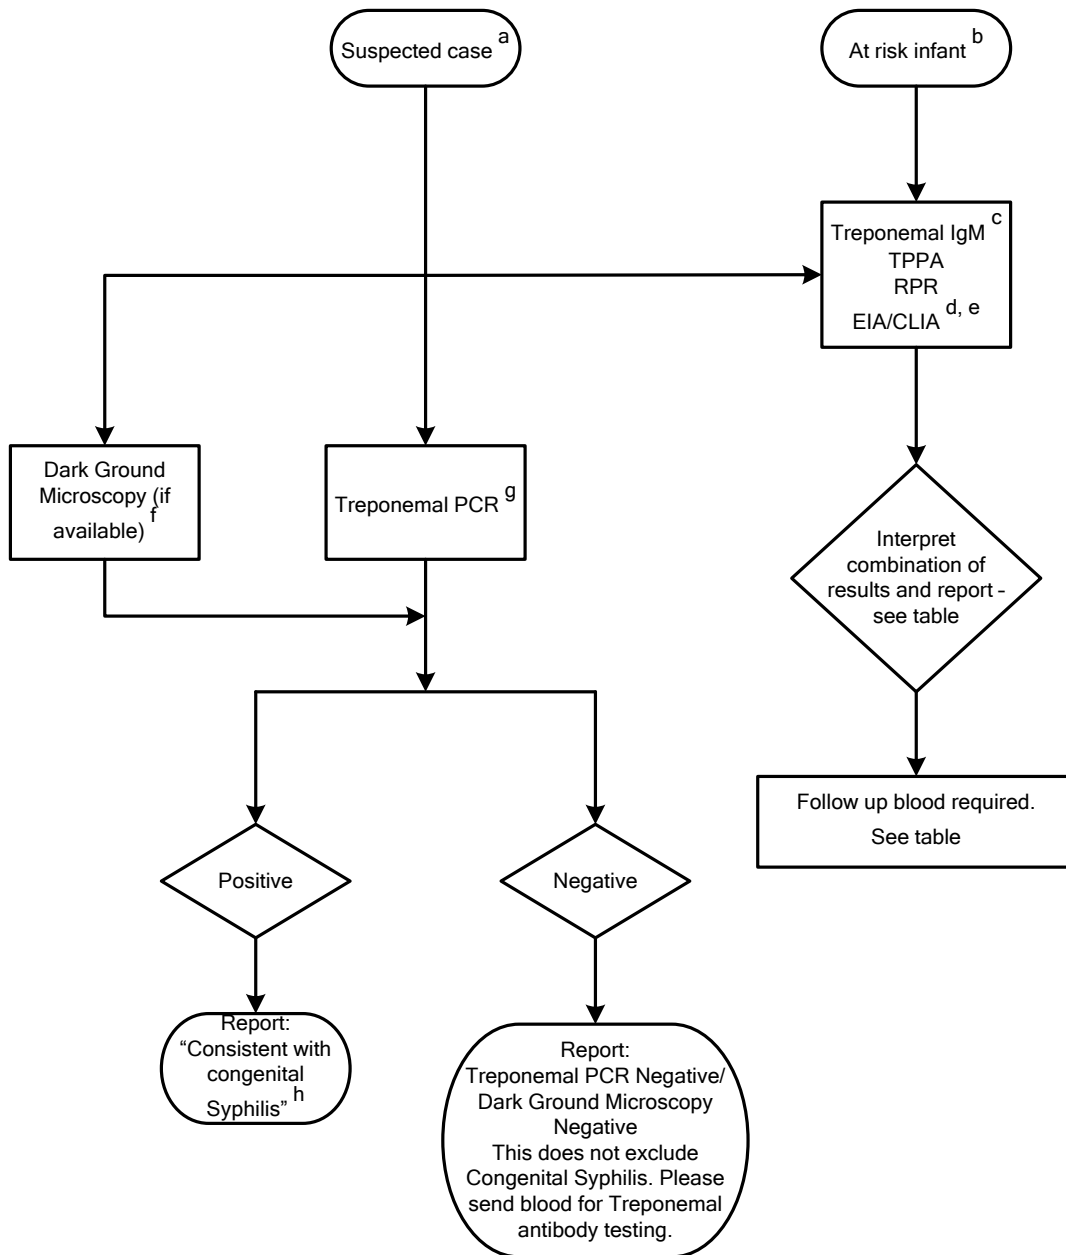 Suspected case a
At risk infant b
Treponemal IgM c
TPPA
RPR
EIA/CLIA d, e
Dark Ground
Microscopy (if
available) f
Treponemal PCR g
Interpret
combination of
results and report –
see table
Follow up blood required.
See table
Positive
Negative
Report:
“Consistent with
congenital
Syphilis” h
Report:
Treponemal PCR Negative/
Dark Ground Microscopy
Negative
This does not exclude
Congenital Syphilis. Please
send blood for Treponemal
antibody testing.